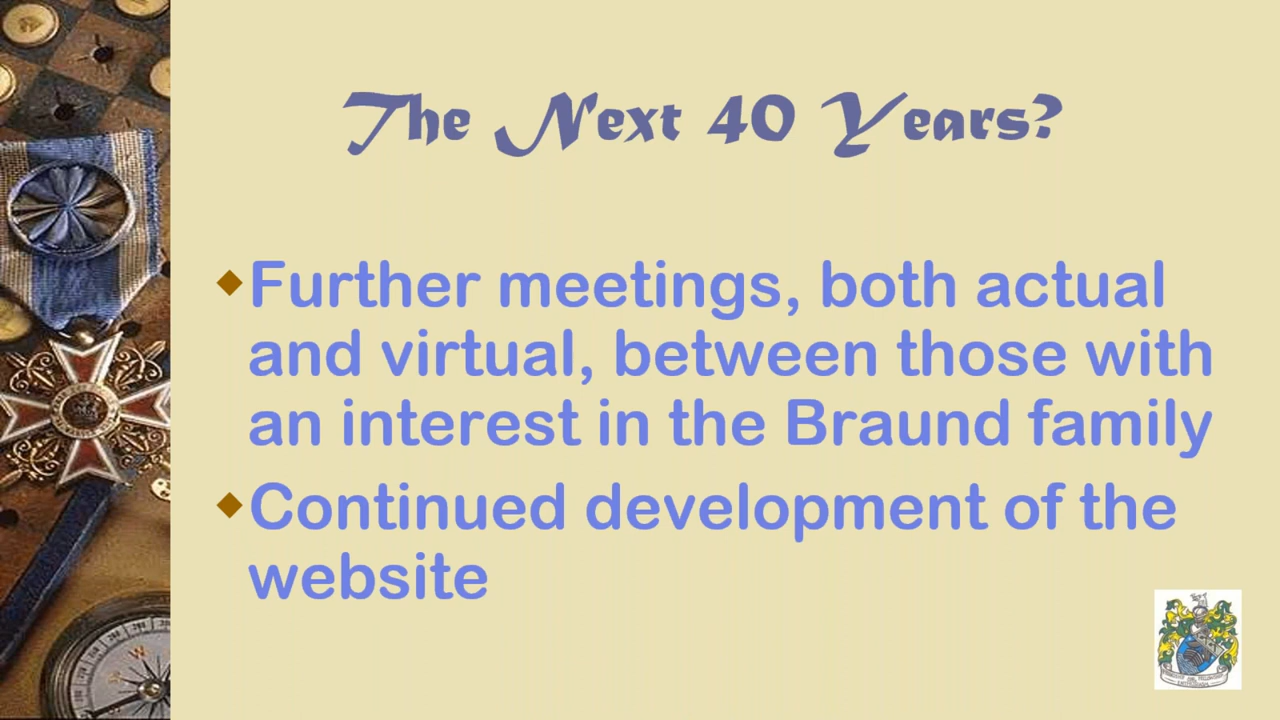 The Next 40 Years?
Further meetings, both actual
and virtual, between those with
an interest in the Braund family
Continued development of the
website